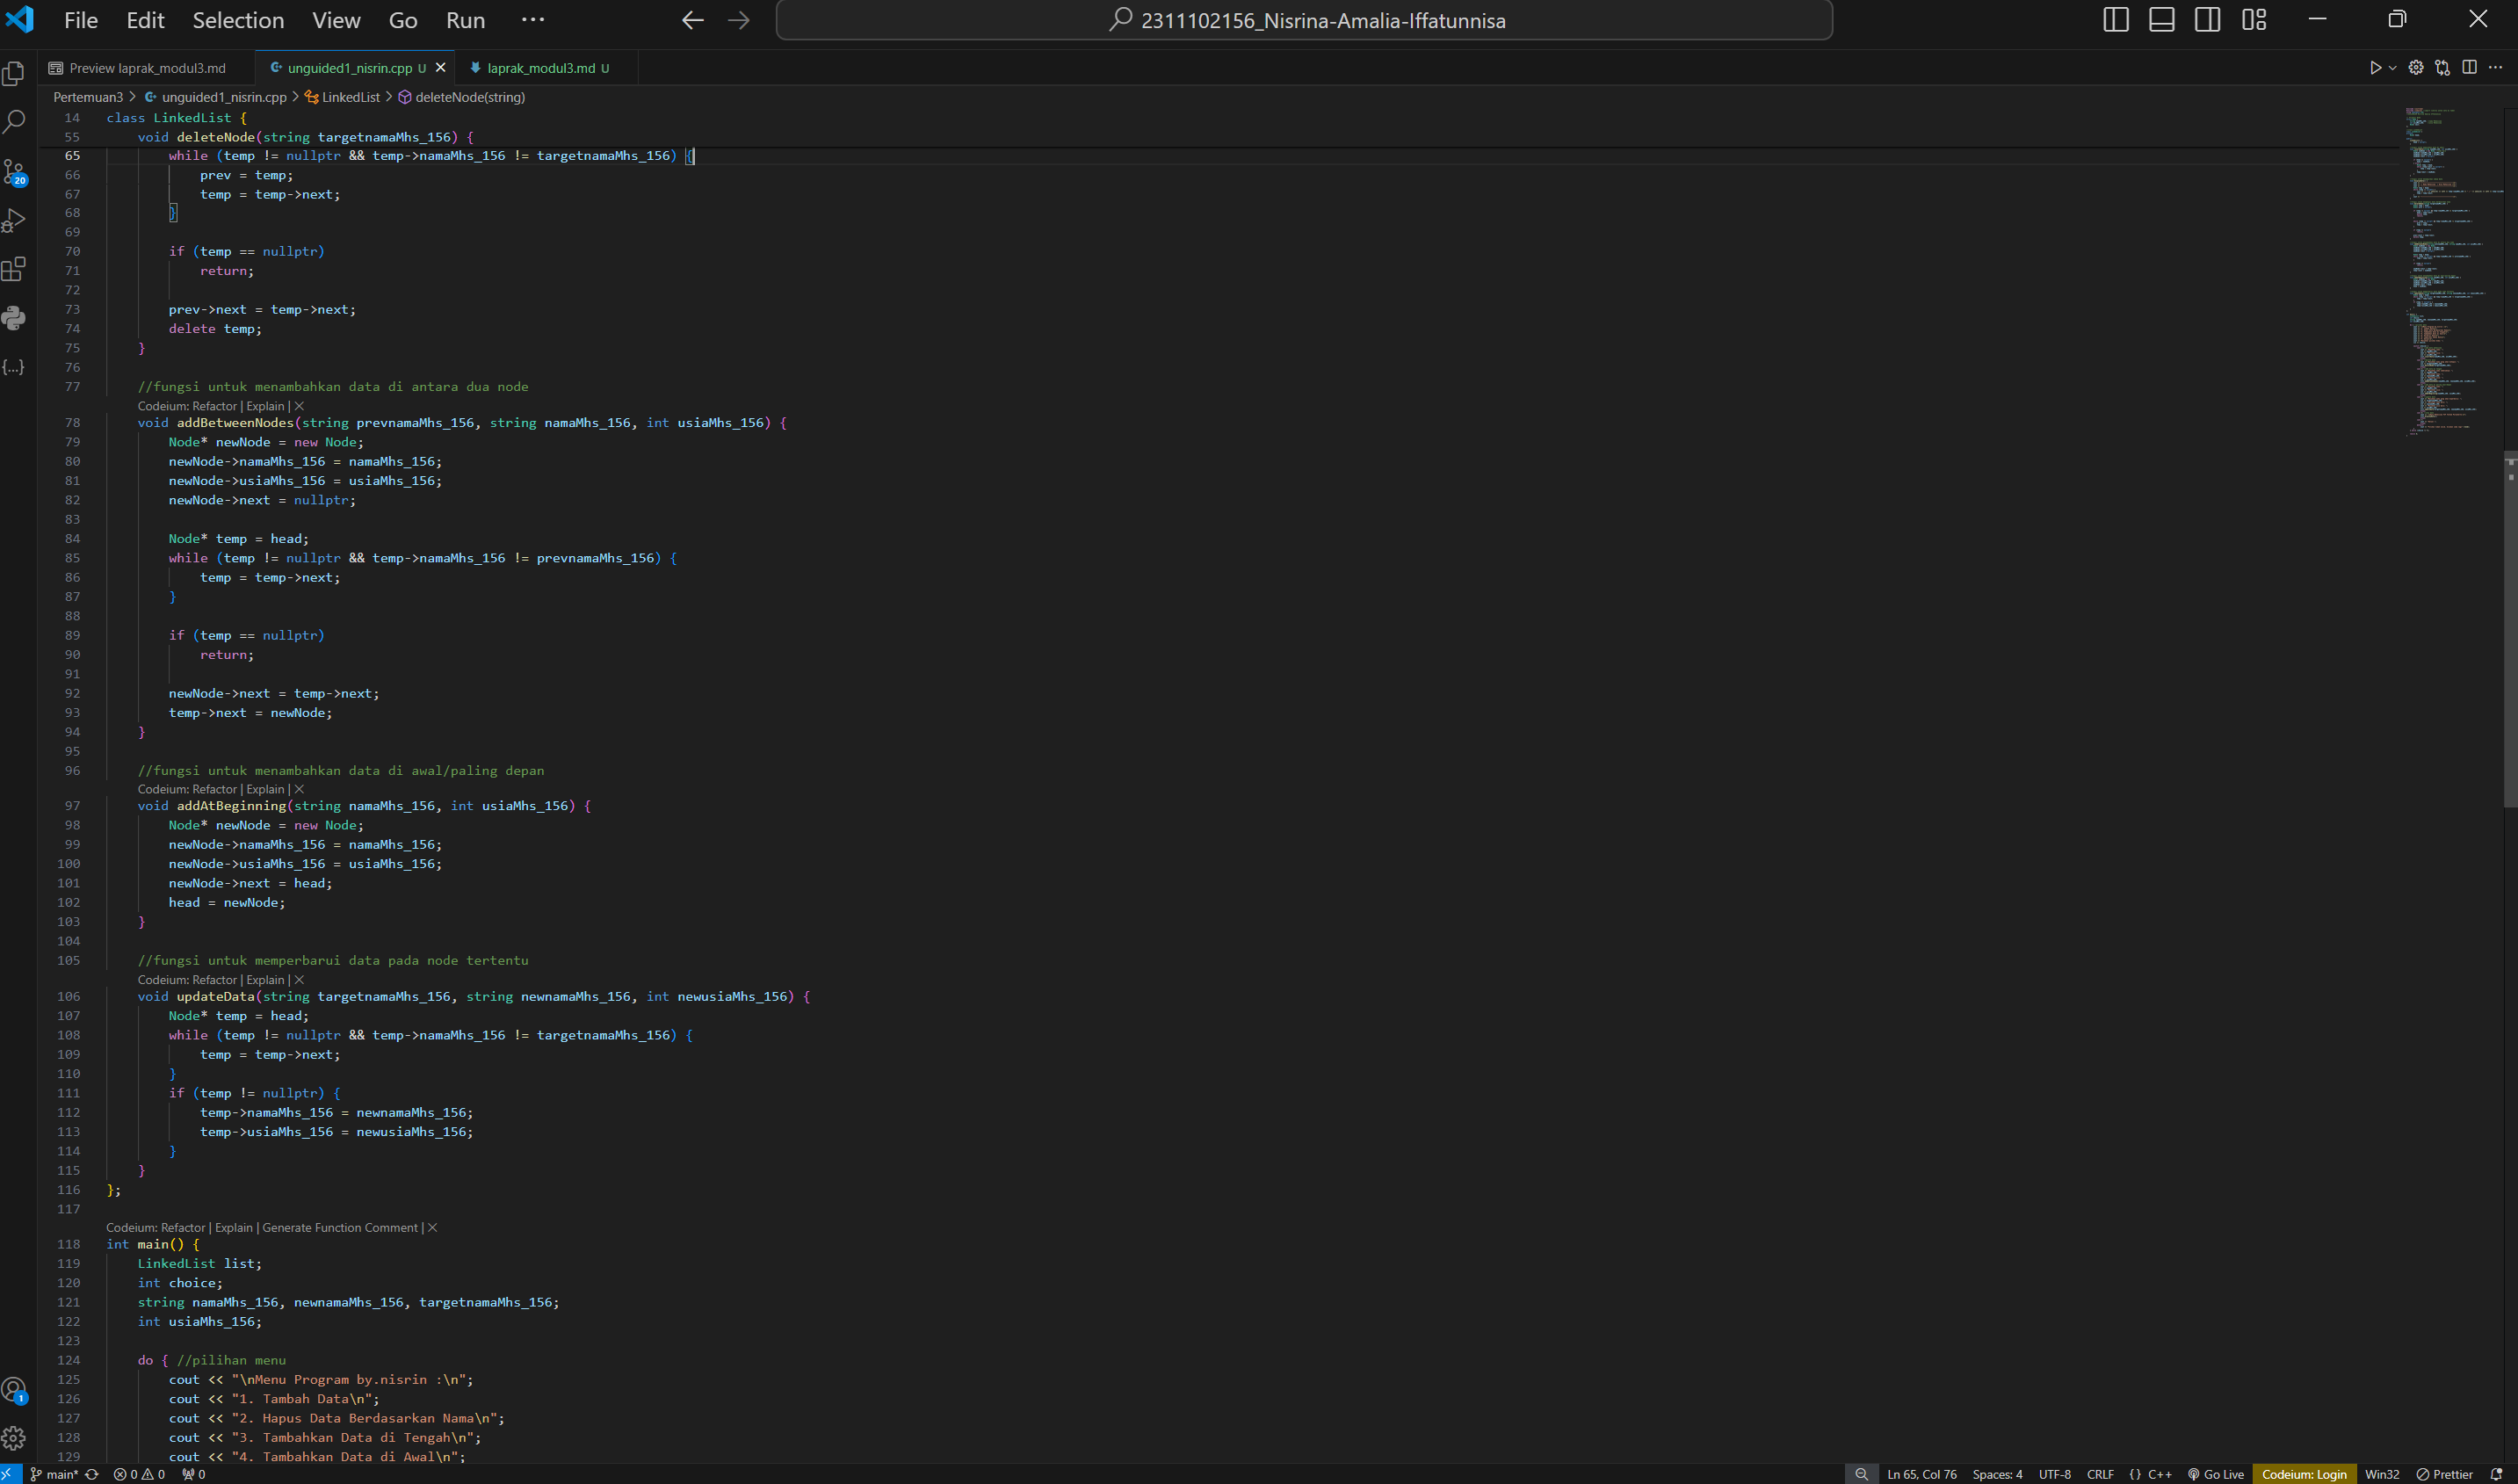 File Edit Selection View Go Run ···
2311102156_Nisrina-Amalia-Iffatunnisa
Preview laprak_modul3.md
unguided1_nisrin.cpp U
laprak_modul3.md U
Pertemuan3 > unguided1_nisrin.cpp > LinkedList > deleteNode(string)
14 class LinkedList {
55 void deleteNode(string targetnamaMhs_156) {
65 while (temp != nullptr && temp->namaMhs_156 != targetnamaMhs_156) {
66 prev = temp;
67 temp = temp->next;
68 }
69
70 if (temp == nullptr)
71 return;
72
73 prev->next = temp->next;
74 delete temp;
75 }
76
77 //fungsi untuk menambahkan data di antara dua node
Codeium: Refactor | Explain | X
78 void addBetweenNodes(string prevnamaMhs_156, string namaMhs_156, int usiaMhs_156) {
79 Node* newNode = new Node;
80 newNode->namaMhs_156 = namaMhs_156;
81 newNode->usiaMhs_156 = usiaMhs_156;
82 newNode->next = nullptr;
83
84 Node* temp = head;
85 while (temp != nullptr && temp->namaMhs_156 != prevnamaMhs_156) {
86 temp = temp->next;
87 }
88
89 if (temp == nullptr)
90 return;
91
92 newNode->next = temp->next;
93 temp->next = newNode;
94 }
95
96 //fungsi untuk menambahkan data di awal/paling depan
Codeium: Refactor | Explain | X
97 void addAtBeginning(string namaMhs_156, int usiaMhs_156) {
98 Node* newNode = new Node;
99 newNode->namaMhs_156 = namaMhs_156;
100 newNode->usiaMhs_156 = usiaMhs_156;
101 newNode->next = head;
102 head = newNode;
103 }
104
105 //fungsi untuk memperbarui data pada node tertentu
Codeium: Refactor | Explain | X
106 void updateData(string targetnamaMhs_156, string newnamaMhs_156, int newusiaMhs_156) {
107 Node* temp = head;
108 while (temp != nullptr && temp->namaMhs_156 != targetnamaMhs_156) {
109 temp = temp->next;
110 }
111 if (temp != nullptr) {
112 temp->namaMhs_156 = newnamaMhs_156;
113 temp->usiaMhs_156 = newusiaMhs_156;
114 }
115 }
116 };
117
Codeium: Refactor | Explain | Generate Function Comment | X
118 int main() {
119 LinkedList list;
120 int choice;
121 string namaMhs_156, newnamaMhs_156, targetnamaMhs_156;
122 int usiaMhs_156;
123
124 do { //pilihan menu
125 cout << "\nMenu Program by.nisrin :\n";
126 cout << "1. Tambah Data\n";
127 cout << "2. Hapus Data Berdasarkan Nama\n";
128 cout << "3. Tambahkan Data di Tengah\n";
129 cout << "4. Tambahkan Data di Awal\n";
20
1
main* 0 0 0
Ln 65, Col 76 Spaces: 4 UTF-8 CRLF {} C++ Go Live Codeium: Login Win32 Prettier